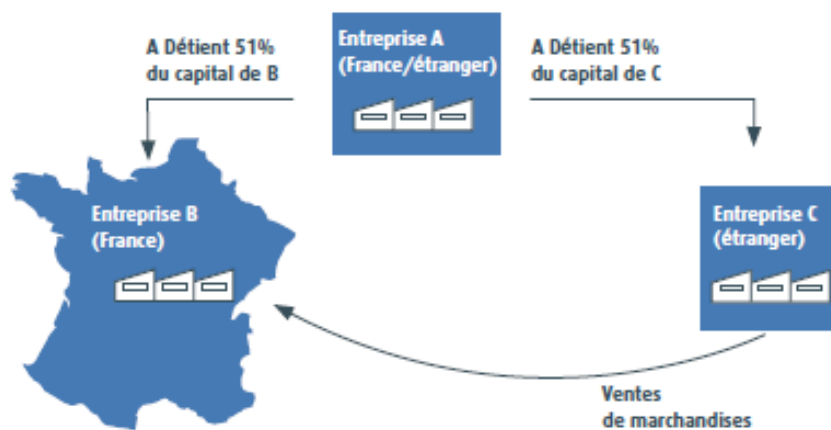 A Détient 51%
du capital de B
Entreprise A
(France/étranger)
A Détient 51%
du capital de C
Entreprise B
(France)
Entreprise C
(étranger)
Ventes
de marchandises